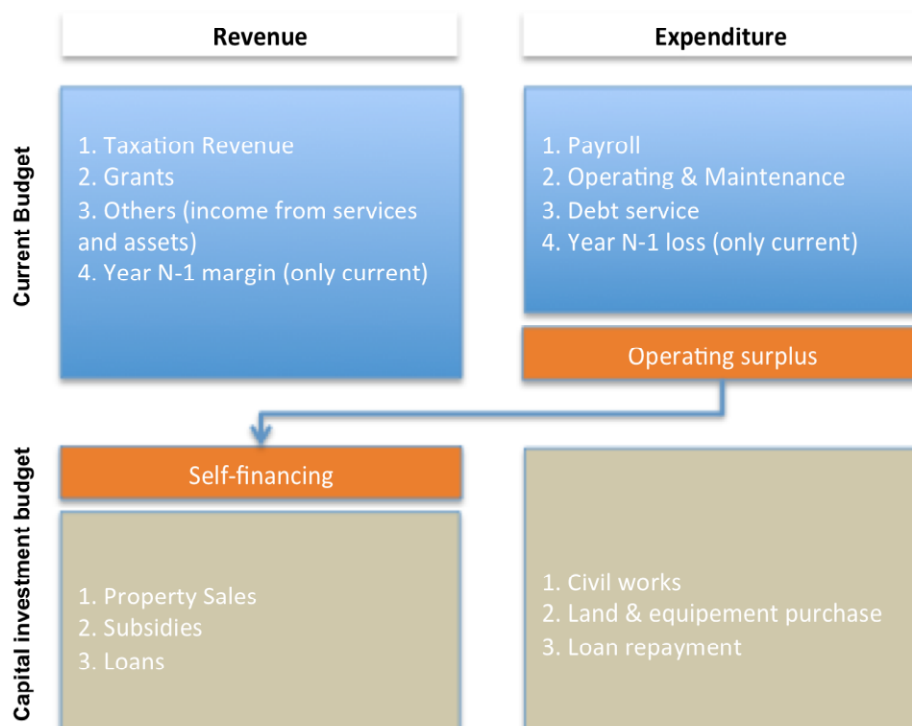 Revenue
Expenditure
Current Budget
1. Taxation Revenue
2. Grants
3. Others (income from services
and assets)
4. Year N-1 margin (only current)
1. Payroll
2. Operating & Maintenance
3. Debt service
4. Year N-1 loss (only current)
Operating surplus
Capital investment budget
Self-financing
1. Property Sales
2. Subsidies
3. Loans
1. Civil works
2. Land & equipement purchase
3. Loan repayment